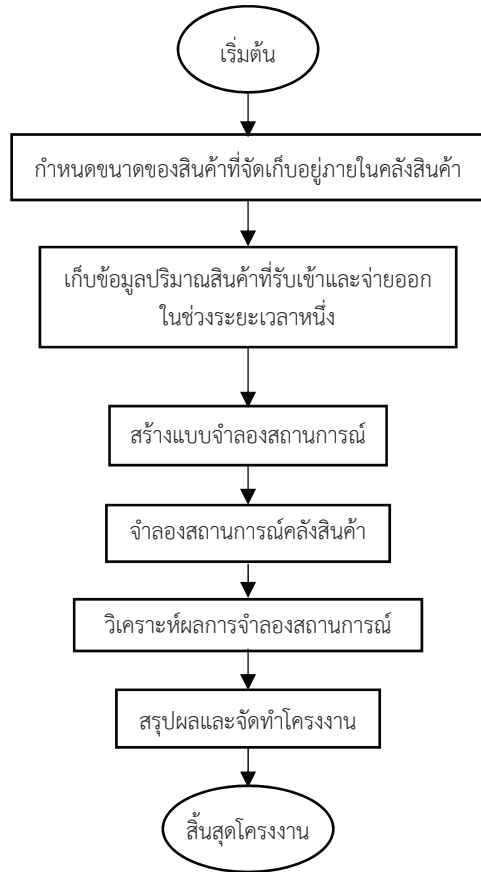 เริ่มต้น
กำหนดขนาดของสินค้าที่จัดเก็บอยู่ภายในคลังสินค้า
เก็บข้อมูลปริมาณสินค้าที่รับเข้าและจ่ายออก
ในช่วงระยะเวลาหนึ่ง
สร้างแบบจำลองสถานการณ์
จำลองสถานการณ์คลังสินค้า
วิเคราะห์ผลการจำลองสถานการณ์
สรุปผลและจัดทำโครงงาน
สิ้นสุดโครงงาน